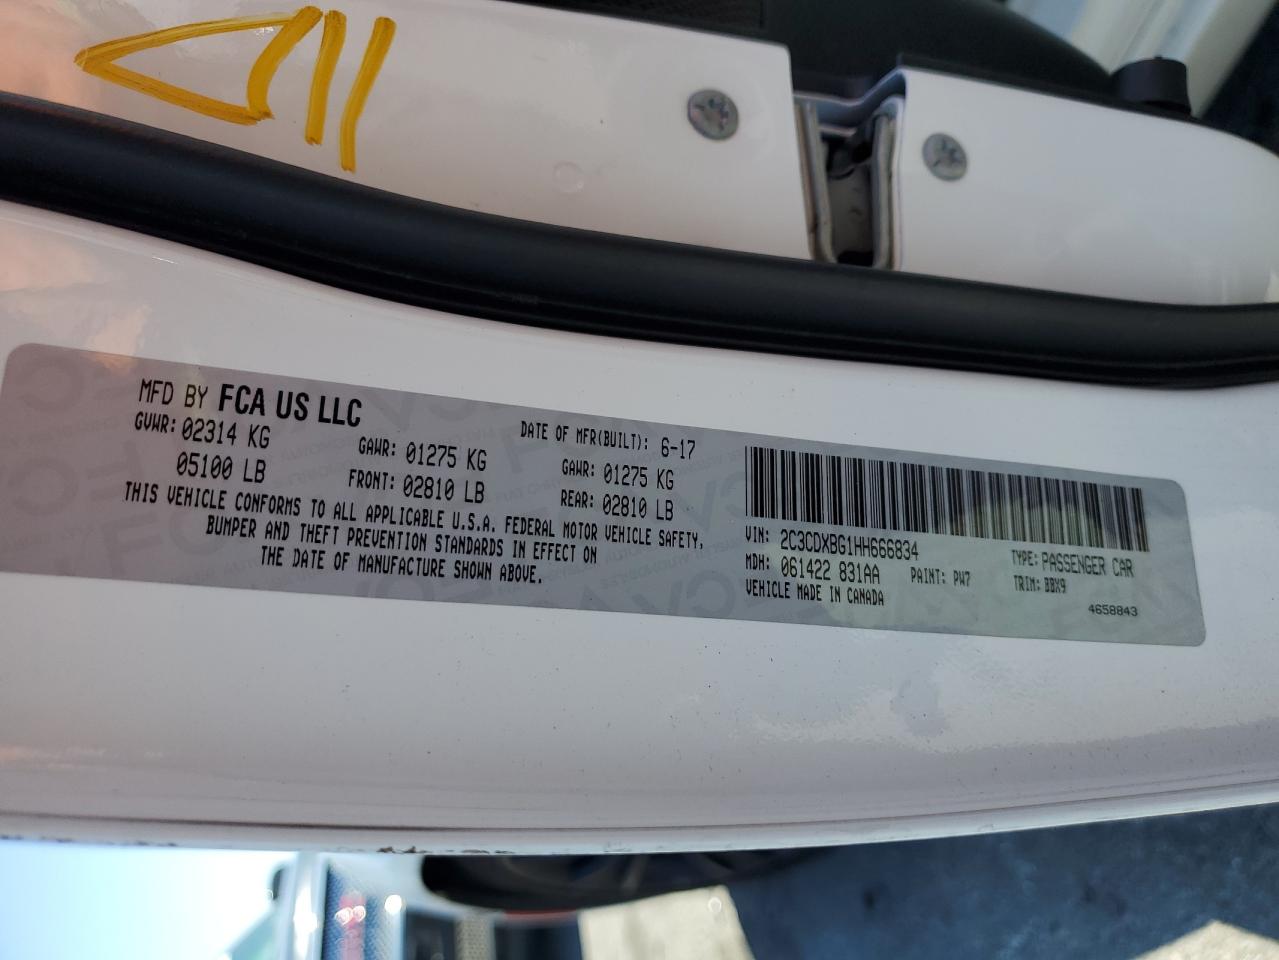 MFD BY FCA US LLC
DATE OF MFR(BUILT): 6-17
GVWR: 02314 KG
05100 LB
GAWR: 01275 KG
FRONT: 02810 LB
GAWR: 01275 KG
REAR: 02810 LB
THIS VEHICLE CONFORMS TO ALL APPLICABLE U.S.A. FEDERAL MOTOR VEHICLE SAFETY,
BUMPER AND THEFT PREVENTION STANDARDS IN EFFECT ON
THE DATE OF MANUFACTURE SHOWN ABOVE.
VIN: 2C3CDXBG1HH666834
TYPE: PASSENGER CAR
MDH: 061422 831AA
PAINT: PW7
TRIM: BBX9
VEHICLE MADE IN CANADA
4658843